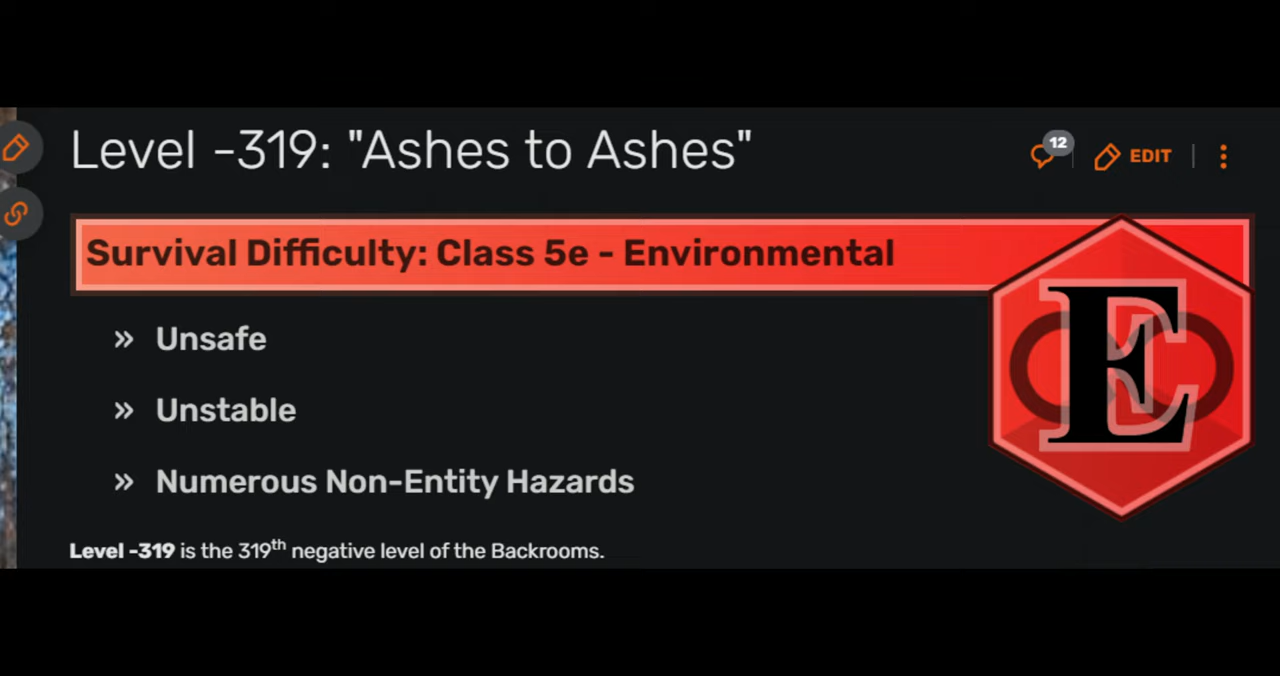 Level -319: "Ashes to Ashes"
12
EDIT
Survival Difficulty: Class 5e - Environmental
E
» Unsafe
» Unstable
» Numerous Non-Entity Hazards
Level -319 is the 319th negative level of the Backrooms.